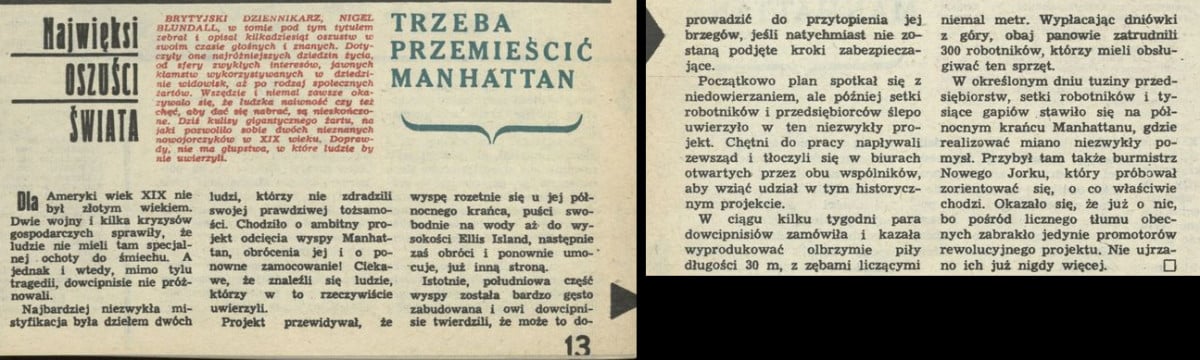 Najwięksi
OSZUŚCI
ŚWIATA
BRYTYJSKI DZIENNIKARZ, NIGEL
BLUNDALL, w tomie pod tym tytułem
zebrał i opisał kilkadziesiąt oszustw w
swoim czasie głośnych i znanych. Doty-
czyły one najróżniejszych dziedzin życia,
od sfery zwykłych interesów, jawnych
kłamstw wykorzystywanych w dziedzi-
nie widowisk, aż po rodzaj społecznych
żartów. Wszędzie i niemal zawsze oka-
zywało się, że ludzka naiwność czy też
chęć, aby dać się nabrać, są nieskończo-
ne. Dziś kulisy gigantycznego żartu, na
jaki pozwoliło sobie dwóch nieznanych
nowojorczyków w XIX wieku. Dopraw-
dy, nie ma głupstwa, w które ludzie by
nie uwierzyli.
TRZEBA
PRZEMIEŚCIĆ
MANHATTAN
Dla Ameryki wiek XIX nie
był złotym wiekiem.
Dwie wojny i kilka kryzysów
gospodarczych sprawiły, że
ludzie nie mieli tam specjal-
nej ochoty do śmiechu. A
jednak i wtedy, mimo tylu
tragedii, dowcipnisie nie próż-
nowali.
Najbardziej niezwykła mi-
styfikacja była dziełem dwóch
ludzi, którzy nie zdradzili
swojej prawdziwej tożsamo-
ści. Chodziło o ambitny pro-
jekt odcięcia wyspy Manhat-
tan, obrócenia jej i o po-
nowne zamocowanie! Cieka-
we, że znaleźli się ludzie,
którzy w to rzeczywiście
uwierzyli.
Projekt przewidywał, że
wyspę rozetnie się u jej pół-
nocnego krańca, puści swo-
bodnie na wody aż do wy-
sokości Ellis Island, następnie
zaś obróci i ponownie umo-
cuje, już inną stroną.
Istotnie, południowa część
wyspy została bardzo gęsto
zabudowana i owi dowcipni-
sie twierdzili, że może to do-
13
prowadzić do przytopienia jej
brzegów, jeśli natychmiast nie zo-
staną podjęte kroki zabezpiecza-
jące.
Początkowo plan spotkał się z
niedowierzaniem, ale później setki
robotników i przedsiębiorców ślepo
uwierzyło w ten niezwykły pro-
jekt. Chętni do pracy napływali
zewsząd i tłoczyli się w biurach
otwartych przez obu wspólników,
aby wziąć udział w tym historycz-
nym projekcie.
W ciągu kilku tygodni para
dowcipnisiów zamówiła i kazała
wyprodukować olbrzymie piły
długości 30 m, z zębami liczącymi
niemal metr. Wypłacając dniówki
z góry, obaj panowie zatrudnili
300 robotników, którzy mieli obsłu-
giwać ten sprzęt.
W określonym dniu tuziny przed-
siębiorstw, setki robotników i ty-
siące gapiów stawiło się na pół-
nocnym krańcu Manhattanu, gdzie
realizować miano niezwykły po-
mysł. Przybył tam także burmistrz
Nowego Jorku, który próbował
zorientować się, o co właściwie
chodzi. Okazało się, że już o nic,
bo pośród licznego tłumu obec-
nych zabrakło jedynie promotorów
rewolucyjnego projektu. Nie ujrza-
no ich już nigdy więcej.